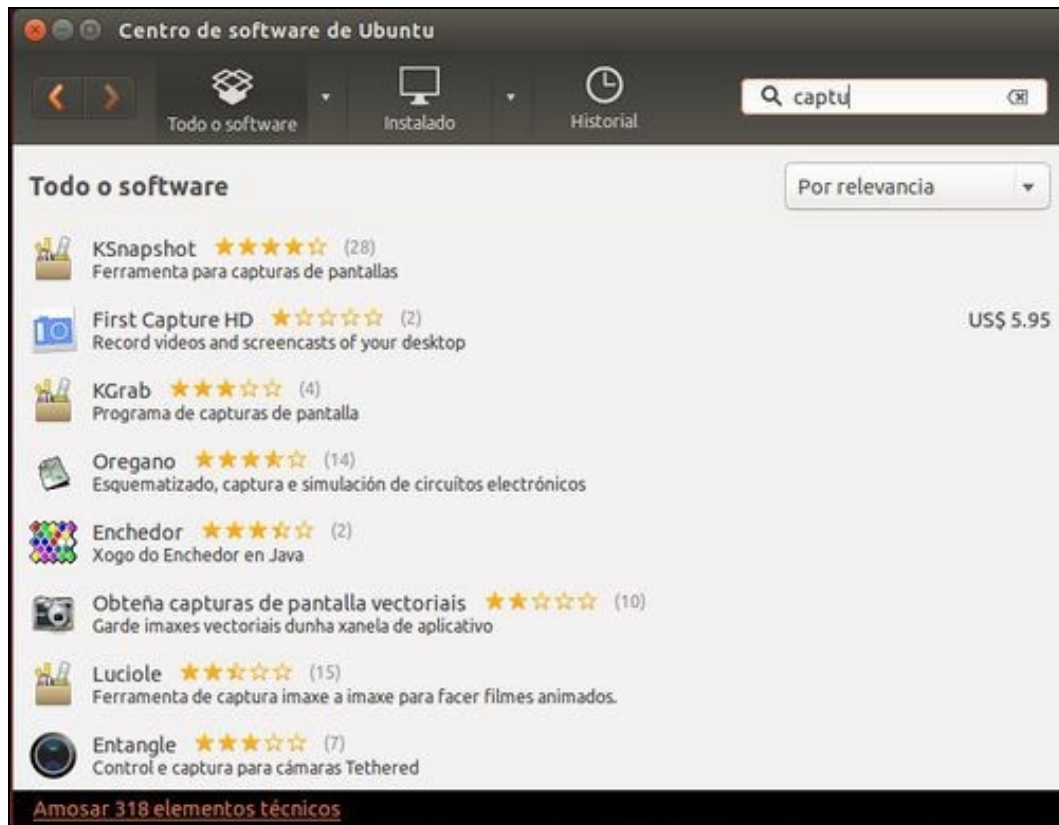 Centro de software de Ubuntu
Todo o software
Instalado
Historial
captu
Todo o software
Por relevancia
KSnapshot (28)
Ferramenta para capturas de pantallas
First Capture HD (2)
US$ 5.95
Record videos and screencasts of your desktop
KGrab (4)
Programa de capturas de pantalla
Oregano (14)
Esquematizado, captura e simulación de circuítos electrónicos
Enchedor (2)
Xogo do Enchedor en Java
Obteña capturas de pantalla vectoriais (10)
Garde imaxes vectoriais dunha xanela de aplicativo
Luciole (15)
Ferramenta de captura imaxe a imaxe para facer filmes animados.
Entangle (7)
Control e captura para cámaras Tethered
Amosar 318 elementos técnicos